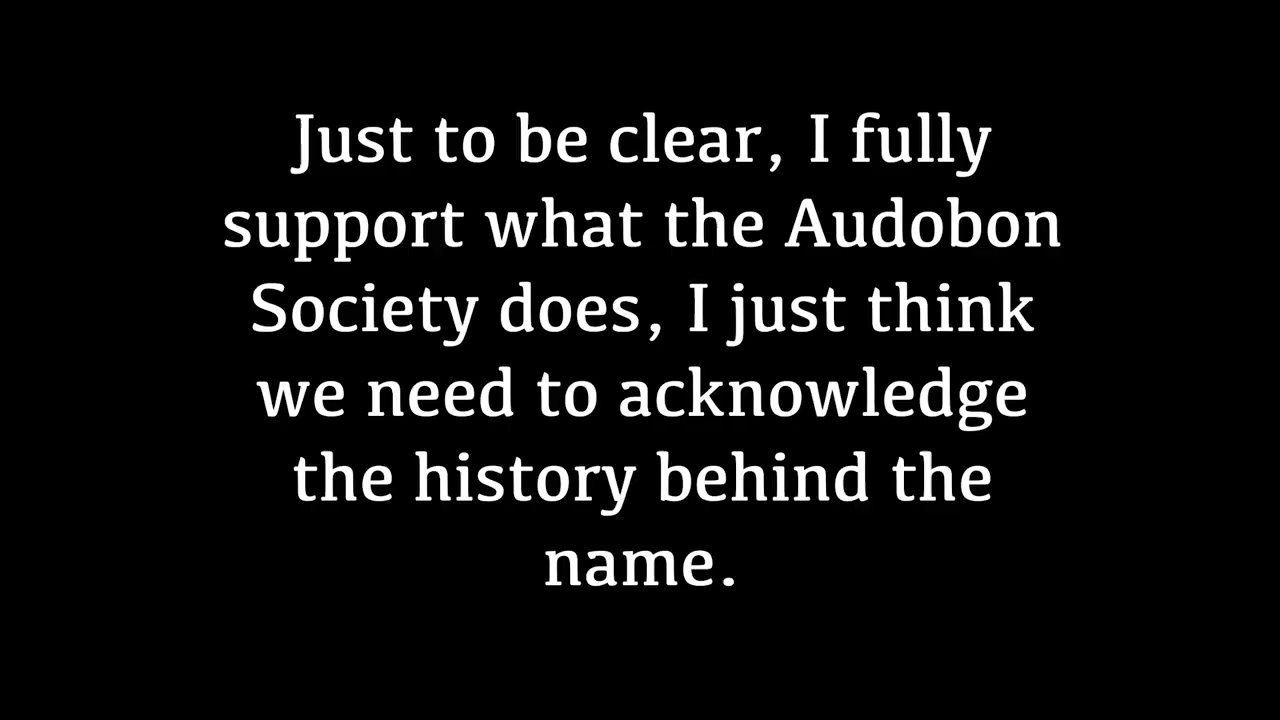 Just to be clear, I fully
support what the Audobon
Society does, I just think
we need to acknowledge
the history behind the
name.